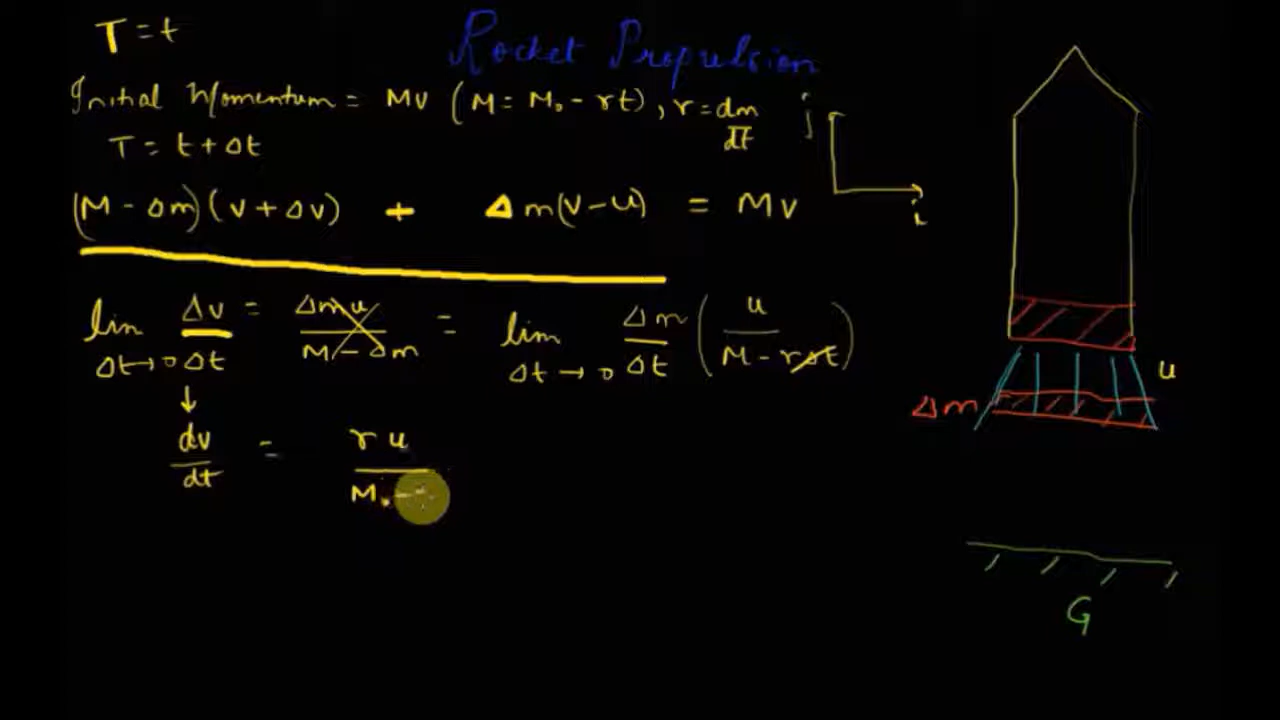 T = t
Rocket Propulsion
Initial Momentum = Mv (M = M₀ - rt), r = dm/dt
T = t + Δt
j
i
(M - Δm)(v + Δv) + Δm(v - u) = Mv
lim Δt→0 Δv/Δt = Δm u/(M - Δm) = lim Δt→0 Δm/Δt (u/(M - rΔt))
u
Δm
↓
dv/dt = r u/(M₀ -
G